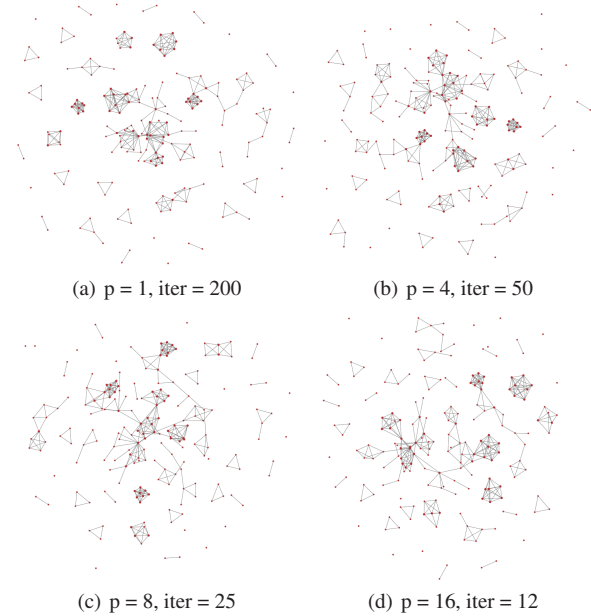 (a) p = 1, iter = 200
(b) p = 4, iter = 50
(c) p = 8, iter = 25
(d) p = 16, iter = 12